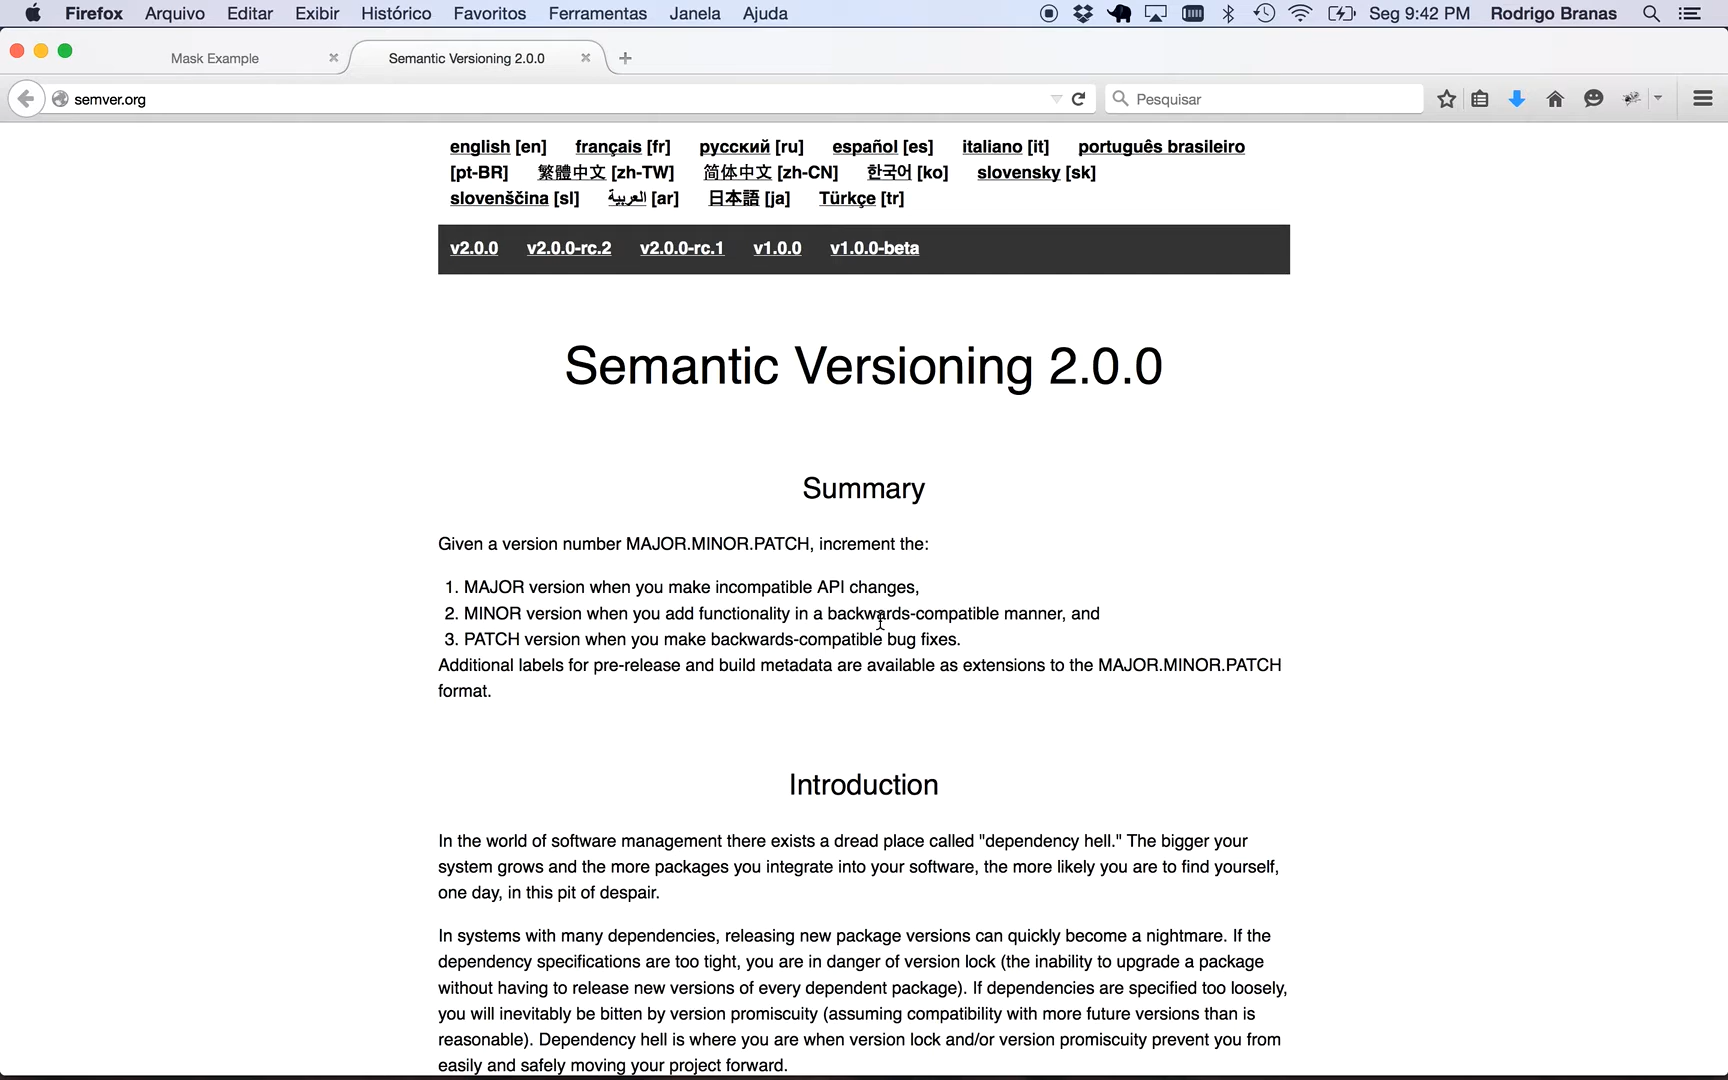 Firefox Arquivo Editar Exibir Histórico Favoritos Ferramentas Janela Ajuda Seg 9:42 PM Rodrigo Branas
Mask Example Semantic Versioning 2.0.0
semver.org Pesquisar
english [en] français [fr] русский [ru] español [es] italiano [it] português brasileiro
[pt-BR] 繁體中文 [zh-TW] 简体中文 [zh-CN] 한국어 [ko] slovensky [sk]
slovenščina [sl] العربية [ar] 日本語 [ja] Türkçe [tr]
v2.0.0 v2.0.0-rc.2 v2.0.0-rc.1 v1.0.0 v1.0.0-beta
Semantic Versioning 2.0.0
Summary
Given a version number MAJOR.MINOR.PATCH, increment the:
1. MAJOR version when you make incompatible API changes,
2. MINOR version when you add functionality in a backwards-compatible manner, and
3. PATCH version when you make backwards-compatible bug fixes.
Additional labels for pre-release and build metadata are available as extensions to the MAJOR.MINOR.PATCH
format.
Introduction
In the world of software management there exists a dread place called "dependency hell." The bigger your
system grows and the more packages you integrate into your software, the more likely you are to find yourself,
one day, in this pit of despair.
In systems with many dependencies, releasing new package versions can quickly become a nightmare. If the
dependency specifications are too tight, you are in danger of version lock (the inability to upgrade a package
without having to release new versions of every dependent package). If dependencies are specified too loosely,
you will inevitably be bitten by version promiscuity (assuming compatibility with more future versions than is
reasonable). Dependency hell is where you are when version lock and/or version promiscuity prevent you from
easily and safely moving your project forward.